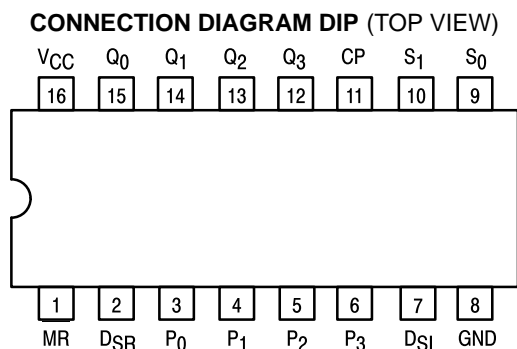 CONNECTION DIAGRAM DIP (TOP VIEW)
VCC Q0 Q1 Q2 Q3 CP S1 S0
16 15 14 13 12 11 10 9
1 2 3 4 5 6 7 8
MR DSR P0 P1 P2 P3 DSL GND